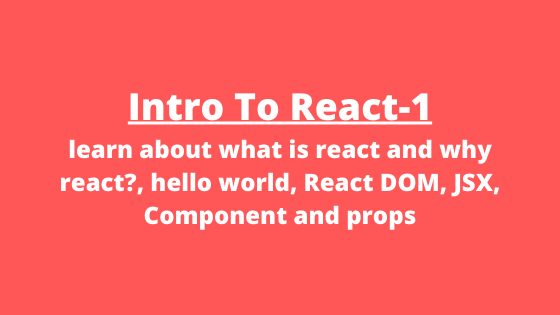 Intro To React-1
learn about what is react and why
react?, hello world, React DOM, JSX,
Component and props